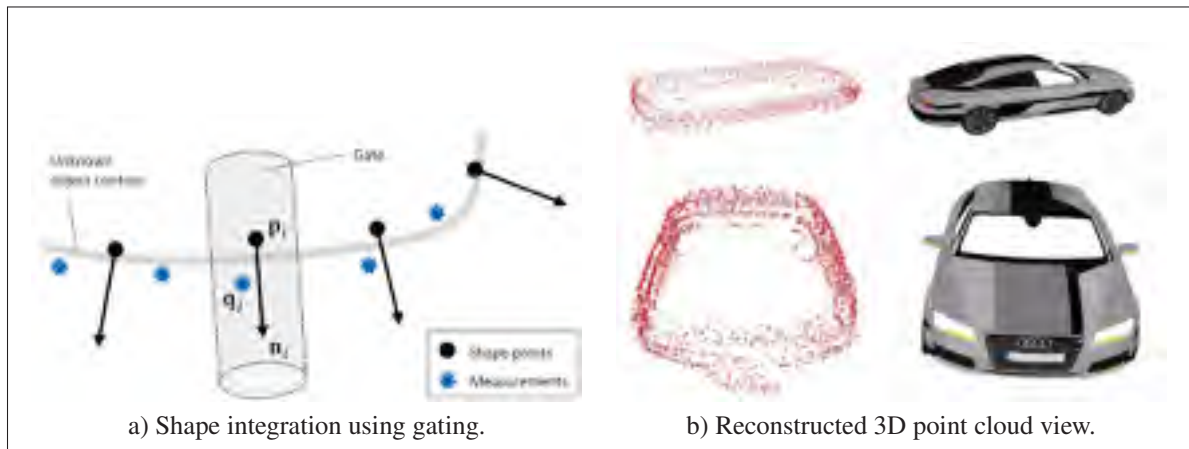 Unknown
object contour
Gate
p_i
q_j
n_i
Shape points
Measurements
a) Shape integration using gating.
b) Reconstructed 3D point cloud view.